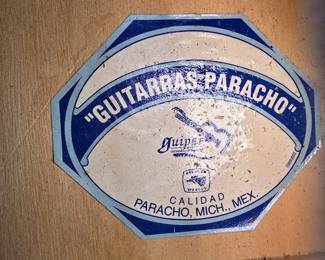 "GUITARRAS PARACHO"
CALIDAD
PARACHO, MICH., MEX.